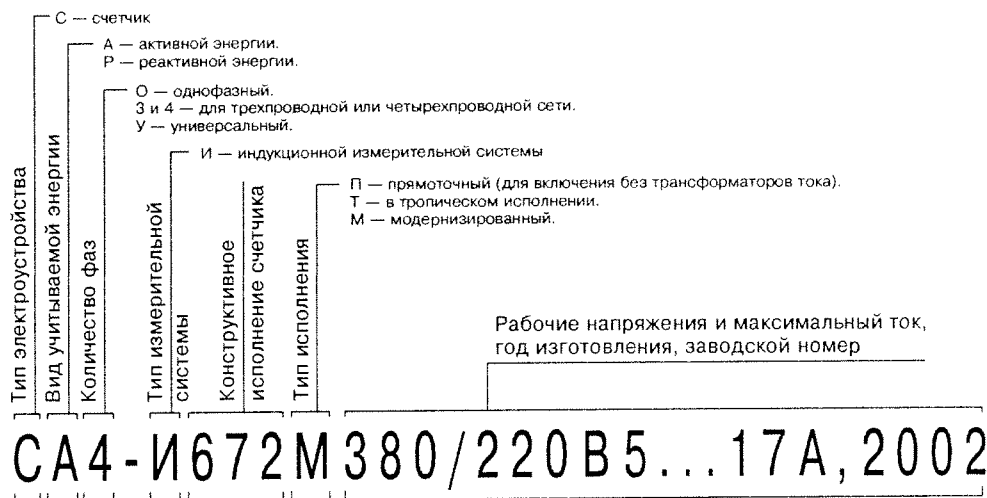 С — счетчик
А — активной энергии.
Р — реактивной энергии.
О — однофазный.
3 и 4 — для трехпроводной или четырехпроводной сети.
У — универсальный.
И — индукционной измерительной системы
П — прямоточный (для включения без трансформаторов тока).
Т — в тропическом исполнении.
М — модернизированный.
Тип электроустройства
Вид учитываемой энергии
Количество фаз
Тип измерительной
системы
Конструктивное
исполнение счетчика
Тип исполнения
Рабочие напряжения и максимальный ток,
год изготовления, заводской номер
СА4-И672М380/220В5...17А,2002